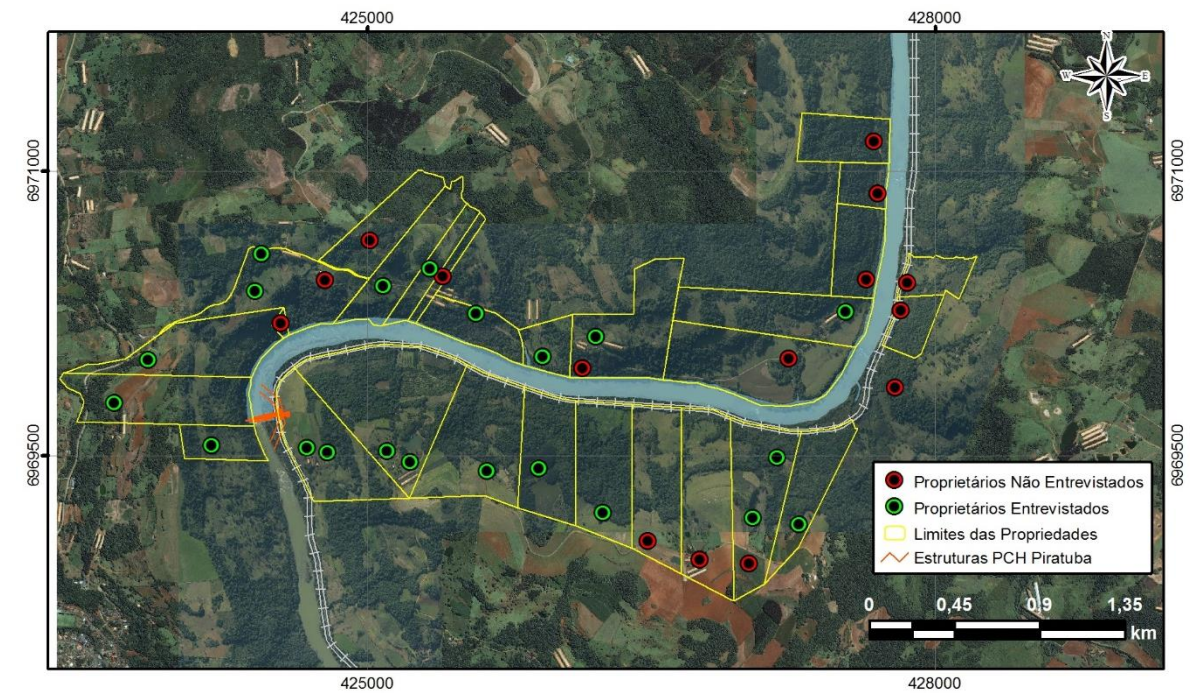 425000
428000
N
W
E
S
6971000
6971000
6969500
6969500
Proprietários Não Entrevistados
Proprietários Entrevistados
Limites das Propriedades
Estruturas PCH Piratuba
0 0,45 0,9 1,35
km
425000
428000